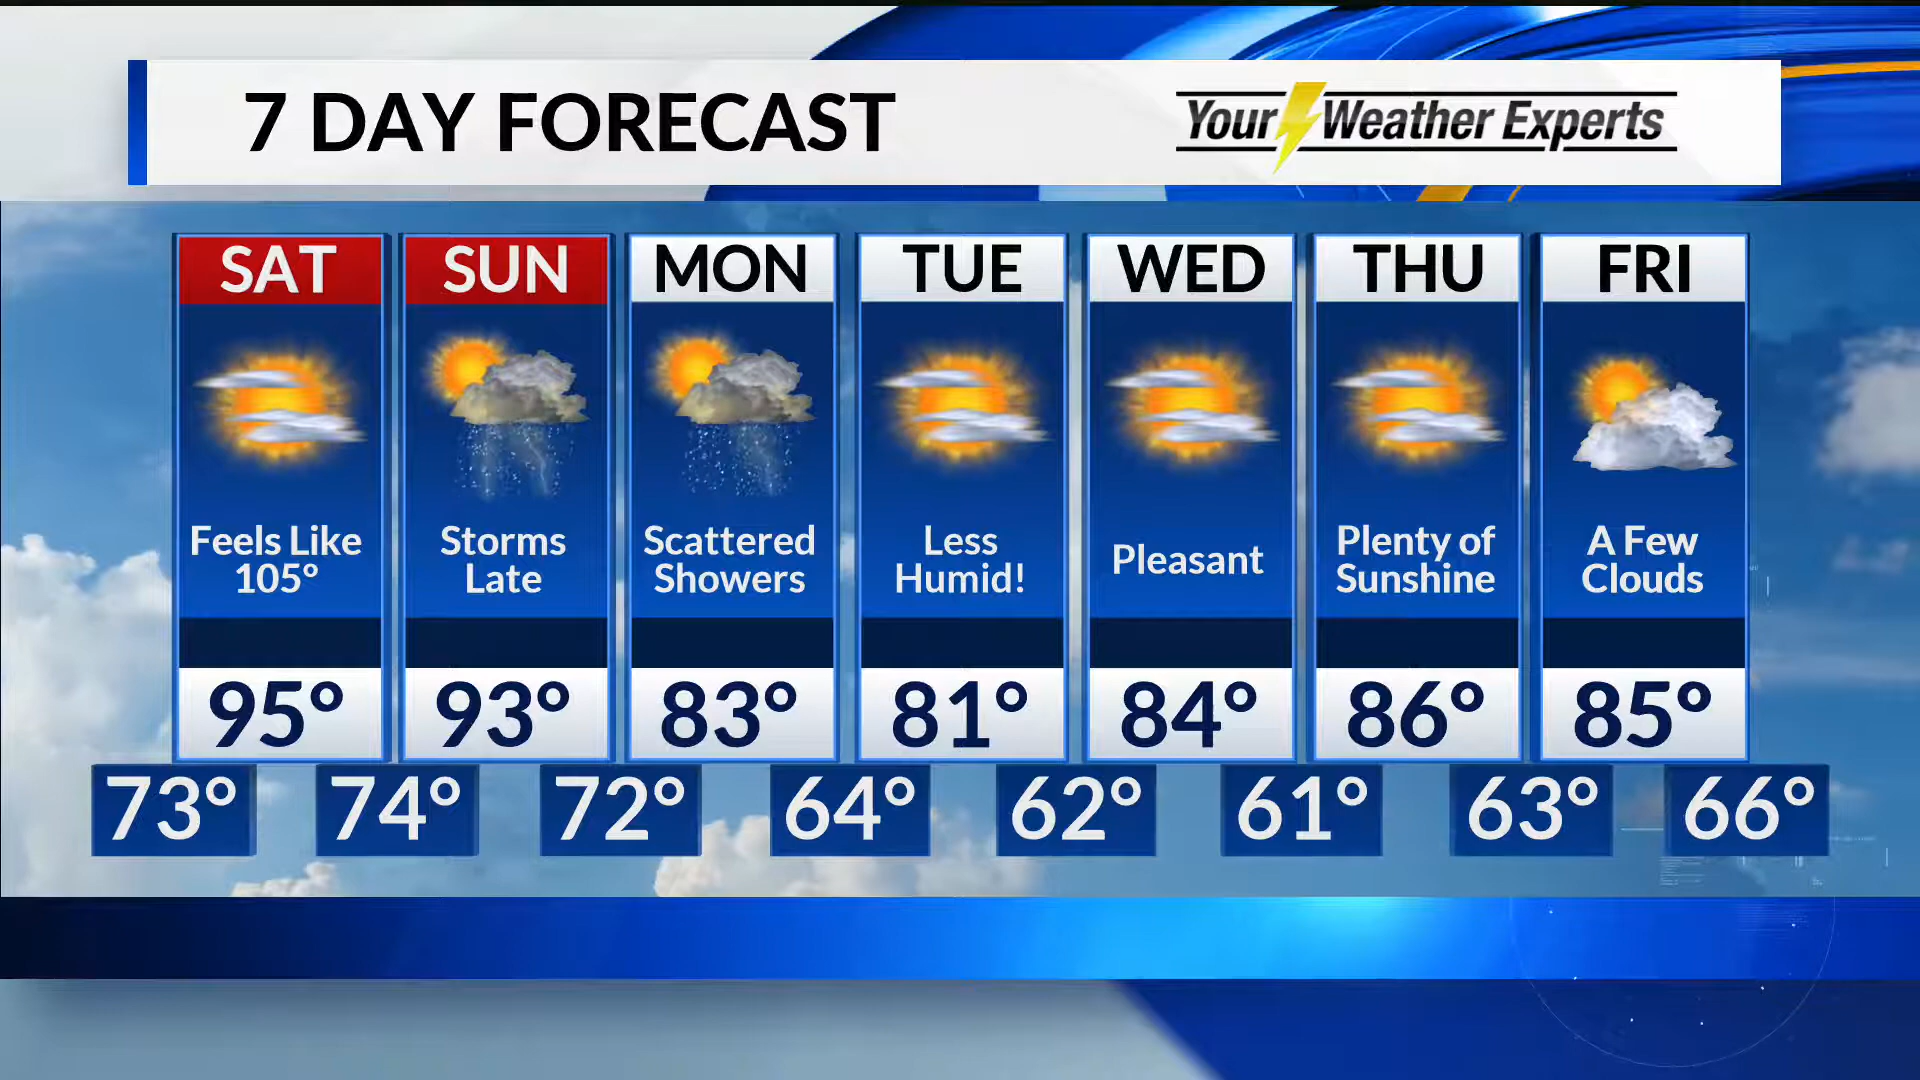 7 DAY FORECAST
Your Weather Experts
SAT SUN MON TUE WED THU FRI
Feels Like
105°
Storms
Late
Scattered
Showers
Less
Humid!
Pleasant
Plenty of
Sunshine
A Few
Clouds
95° 93° 83° 81° 84° 86° 85°
73° 74° 72° 64° 62° 61° 63° 66°